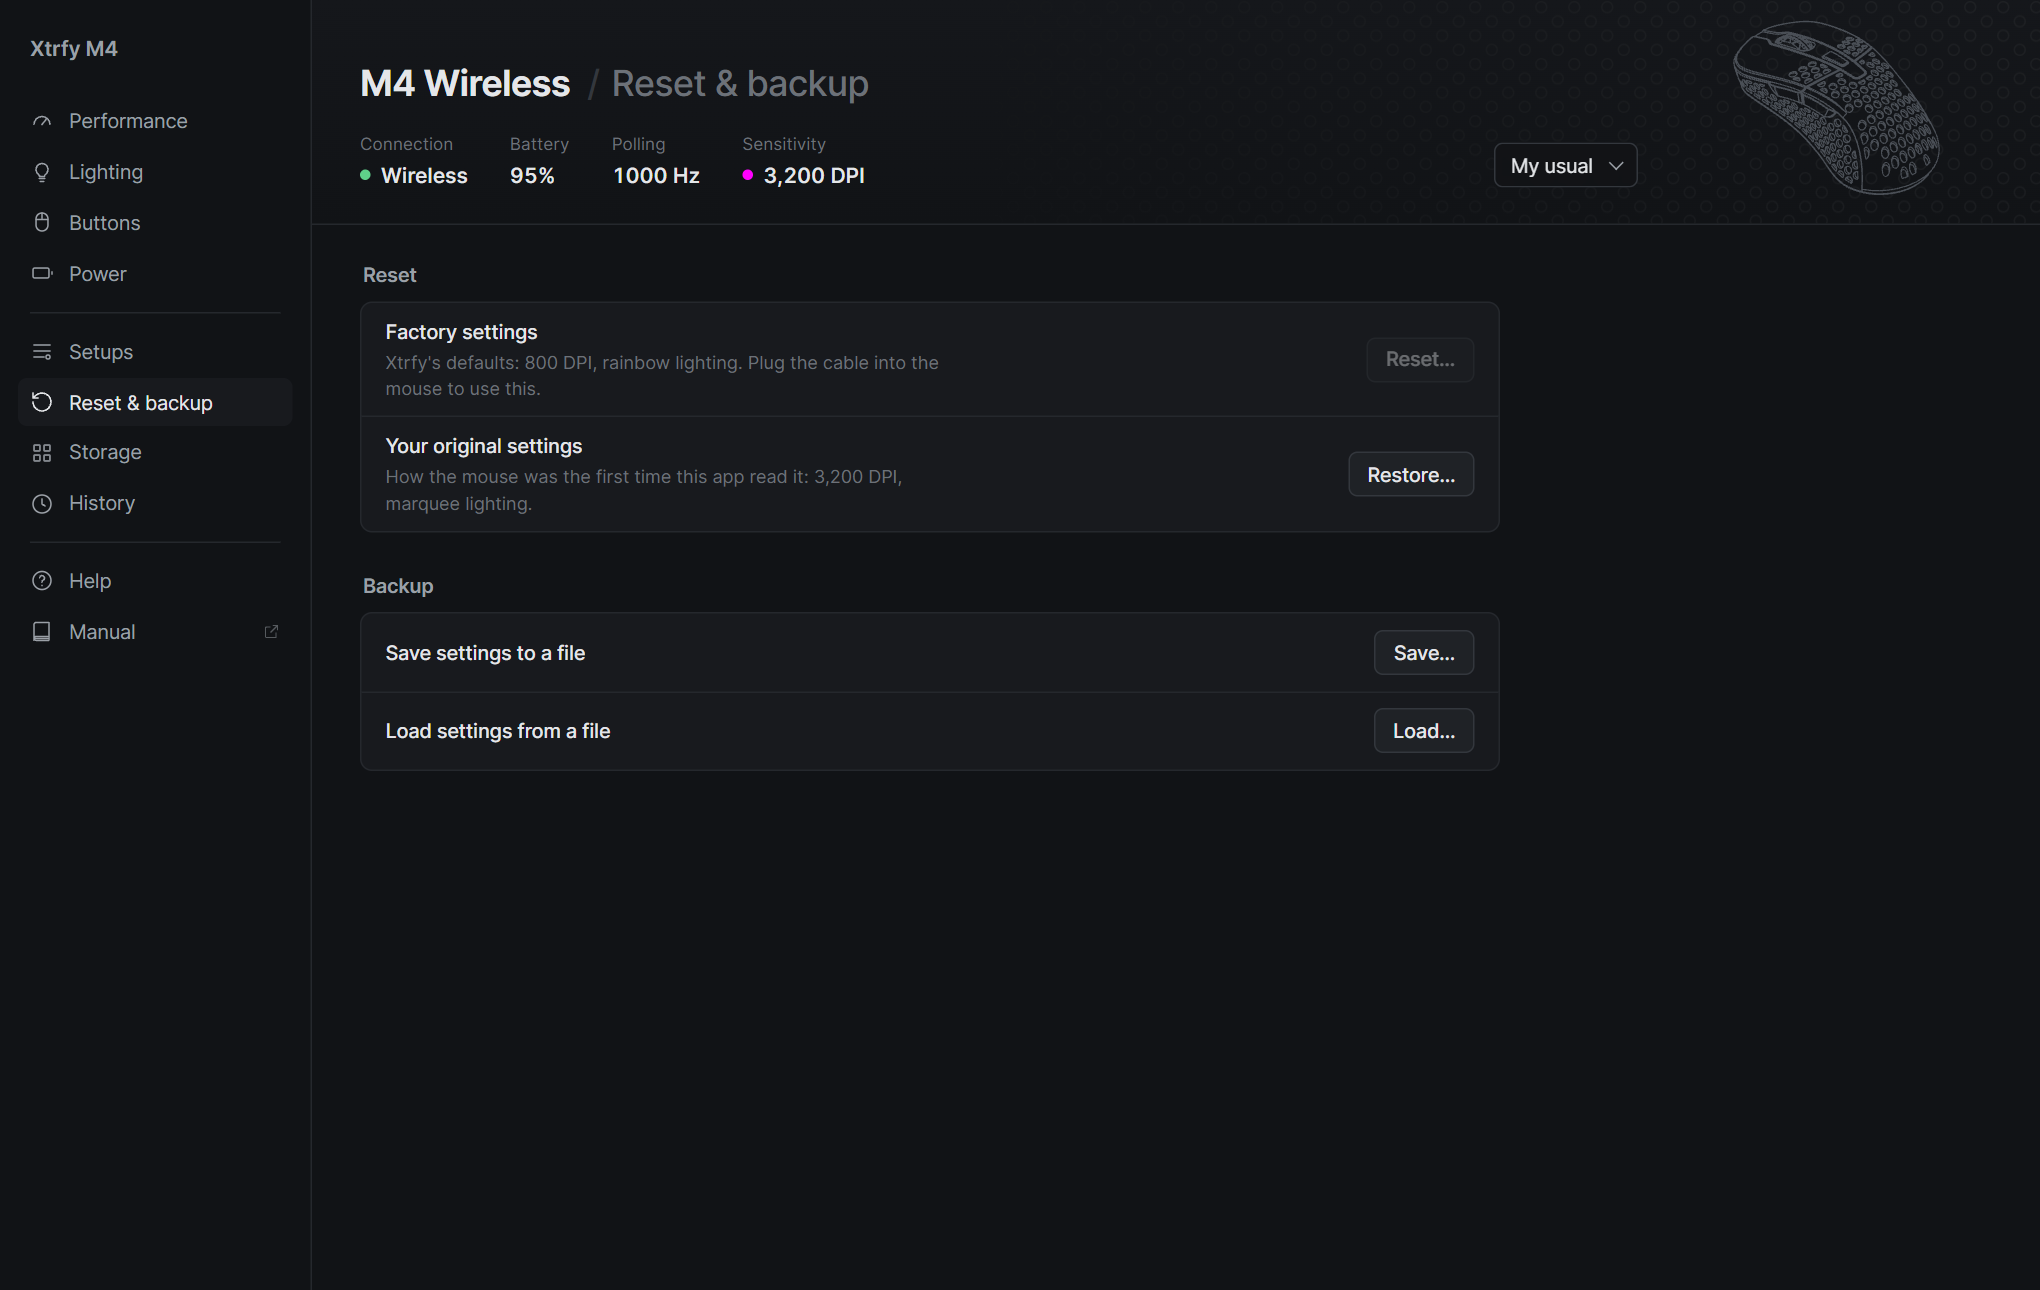 Xtrfy M4
Performance
Lighting
Buttons
Power
Setups
Reset & backup
Storage
History
Help
Manual
M4 Wireless / Reset & backup
Connection Battery Polling Sensitivity
Wireless 95% 1000 Hz 3,200 DPI
My usual
Reset
Factory settings
Xtrfy's defaults: 800 DPI, rainbow lighting. Plug the cable into the
mouse to use this.
Reset...
Your original settings
How the mouse was the first time this app read it: 3,200 DPI,
marquee lighting.
Restore...
Backup
Save settings to a file
Save...
Load settings from a file
Load...